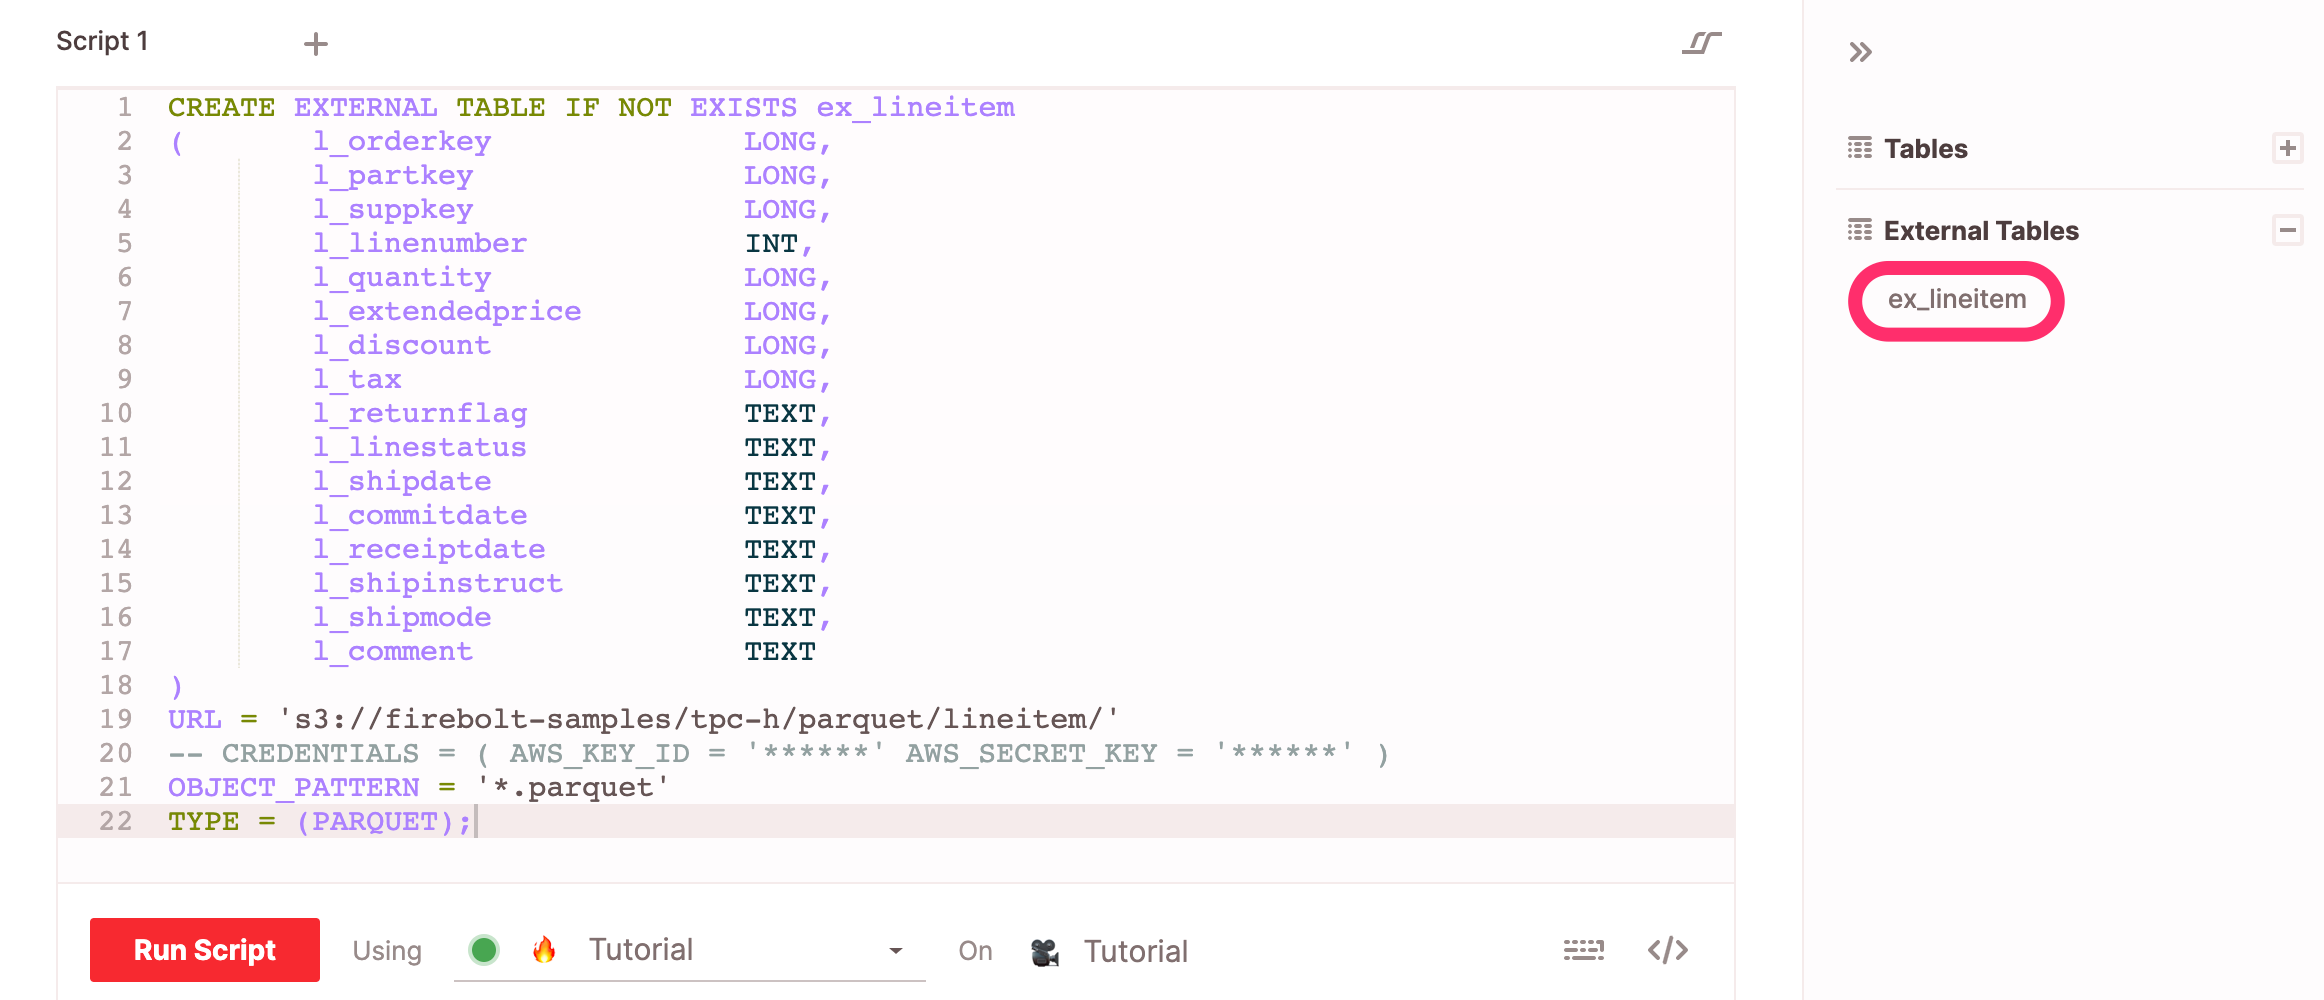 Script 1
1 CREATE EXTERNAL TABLE IF NOT EXISTS ex_lineitem
2 ( l_orderkey LONG,
3 l_partkey LONG,
4 l_suppkey LONG,
5 l_linenumber INT,
6 l_quantity LONG,
7 l_extendedprice LONG,
8 l_discount LONG,
9 l_tax LONG,
10 l_returnflag TEXT,
11 l_linestatus TEXT,
12 l_shipdate TEXT,
13 l_commitdate TEXT,
14 l_receiptdate TEXT,
15 l_shipinstruct TEXT,
16 l_shipmode TEXT,
17 l_comment TEXT
18 )
19 URL = 's3://firebolt-samples/tpc-h/parquet/lineitem/'
20 -- CREDENTIALS = ( AWS_KEY_ID = '******' AWS_SECRET_KEY = '******' )
21 OBJECT_PATTERN = '*.parquet'
22 TYPE = (PARQUET);
Run Script Using Tutorial On Tutorial
Tables
External Tables
ex_lineitem